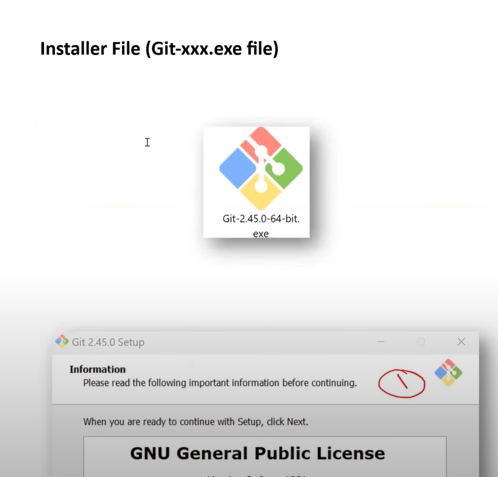 Installer File (Git-xxx.exe file)
Git-2.45.0-64-bit.
exe
Git 2.45.0 Setup
Information
Please read the following important information before continuing.
When you are ready to continue with Setup, click Next.
GNU General Public License